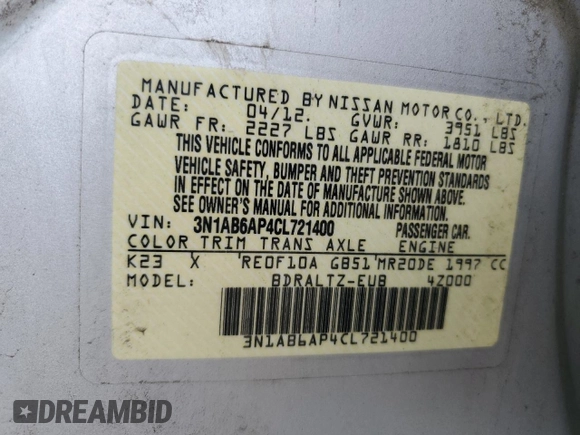 MANUFACTURED BY NISSAN MOTOR CO., LTD.
DATE: 04/12. GVWR: 3951 LBS
GAWR FR: 2227 LBS GAWR RR: 1810 LBS
THIS VEHICLE CONFORMS TO ALL APPLICABLE FEDERAL MOTOR
VEHICLE SAFETY, BUMPER AND THEFT PREVENTION STANDARDS
IN EFFECT ON THE DATE OF MANUFACTURE SHOWN ABOVE.
SEE OWNER'S MANUAL FOR ADDITIONAL INFORMATION.
VIN: 3N1AB6AP4CL721400 PASSENGER CAR.
COLOR TRIM TRANS AXLE ENGINE
K23 X 'RE0F10A GB51'MR20DE 1997 CC
BDRALTZ-EUB 4Z000
3N1AB6AP4CL721400
DREAMBID